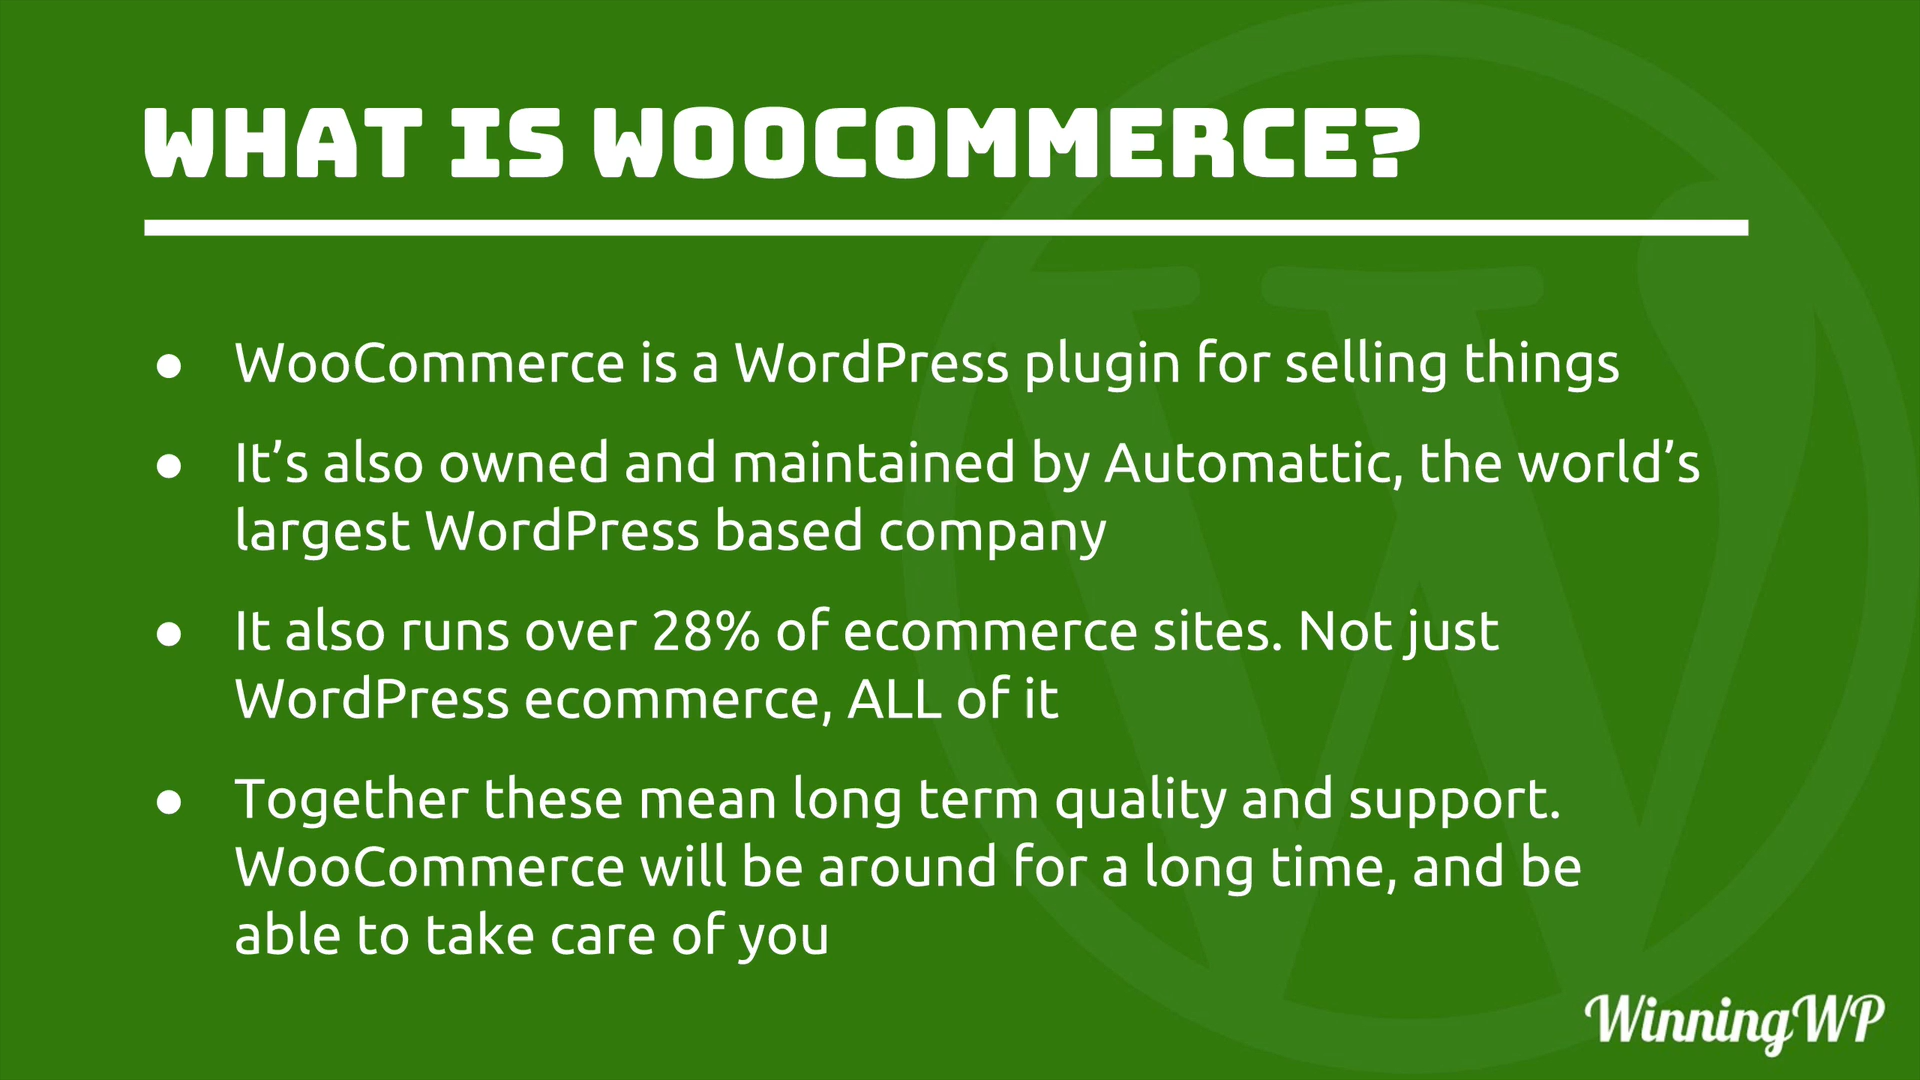 WHAT IS WOOCOMMERCE?
● WooCommerce is a WordPress plugin for selling things
● It’s also owned and maintained by Automattic, the world’s
largest WordPress based company
● It also runs over 28% of ecommerce sites. Not just
WordPress ecommerce, ALL of it
● Together these mean long term quality and support.
WooCommerce will be around for a long time, and be
able to take care of you
WinningWP